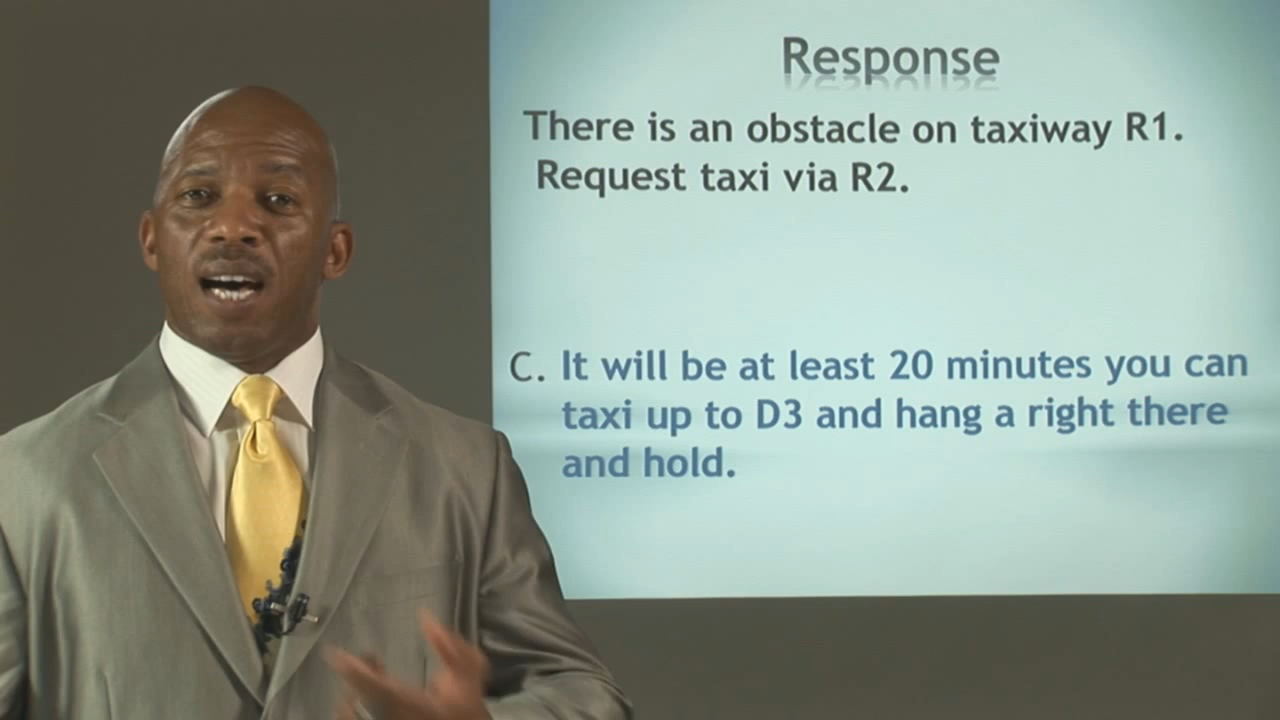 Response
There is an obstacle on taxiway R1.
Request taxi via R2.
C. It will be at least 20 minutes you can
taxi up to D3 and hang a right there
and hold.